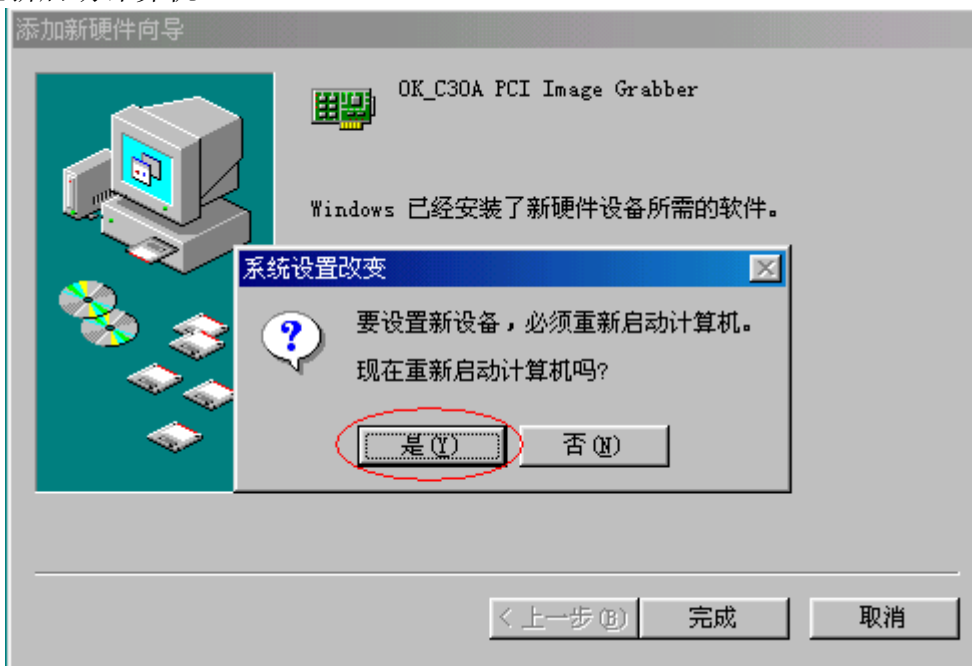 添加新硬件向导
OK_C30A PCI Image Grabber
Windows 已经安装了新硬件设备所需的软件。
系统设置改变
要设置新设备，必须重新启动计算机。
现在重新启动计算机吗?
是(Y) 否(N)
< 上一步(B) 完成 取消